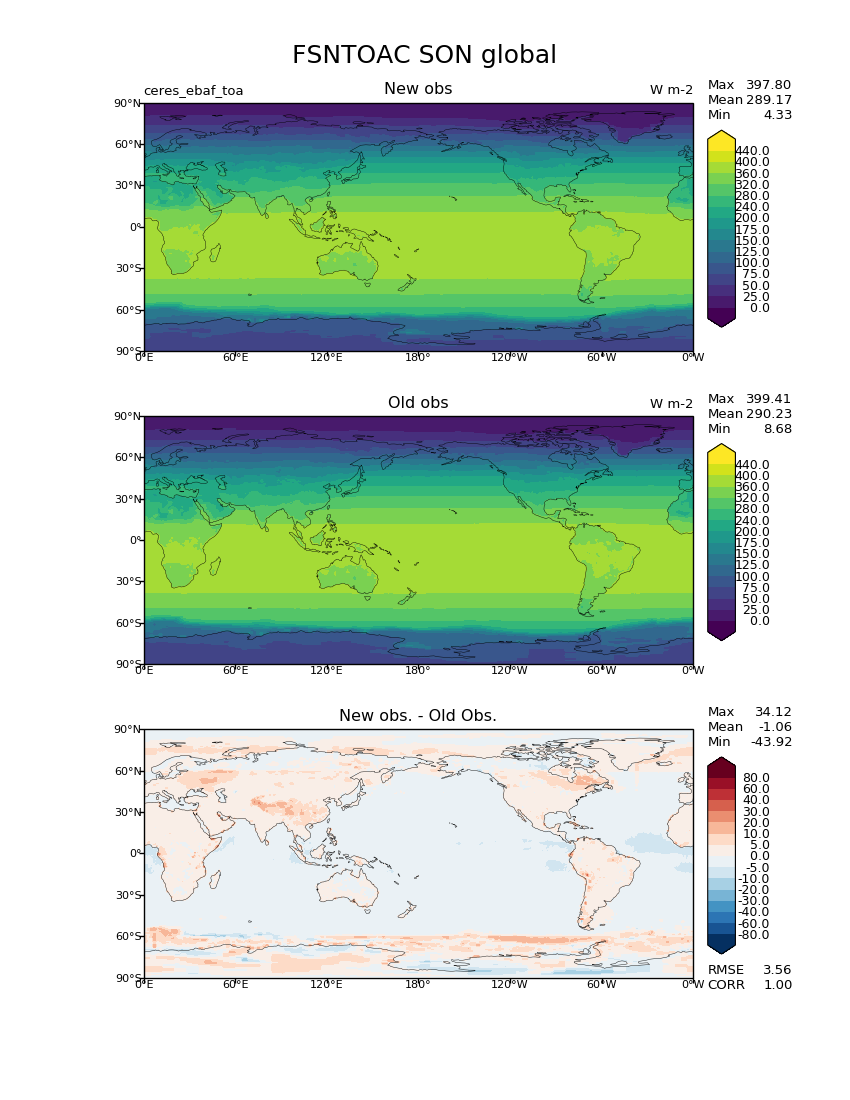 FSNTOAC SON global
ceres_ebaf_toa New obs W m-2
Max 397.80
Mean 289.17
Min 4.33
90°N
60°N
30°N
0°
30°S
60°S
90°S
0°E 60°E 120°E 180° 120°W 60°W 0°W
440.0
400.0
360.0
320.0
280.0
240.0
200.0
175.0
150.0
125.0
100.0
75.0
50.0
25.0
0.0
Old obs W m-2
Max 399.41
Mean 290.23
Min 8.68
90°N
60°N
30°N
0°
30°S
60°S
90°S
0°E 60°E 120°E 180° 120°W 60°W 0°W
440.0
400.0
360.0
320.0
280.0
240.0
200.0
175.0
150.0
125.0
100.0
75.0
50.0
25.0
0.0
New obs. - Old Obs.
Max 34.12
Mean -1.06
Min -43.92
90°N
60°N
30°N
0°
30°S
60°S
90°S
0°E 60°E 120°E 180° 120°W 60°W 0°W
80.0
60.0
40.0
30.0
20.0
10.0
5.0
0.0
-5.0
-10.0
-20.0
-30.0
-40.0
-60.0
-80.0
RMSE 3.56
CORR 1.00